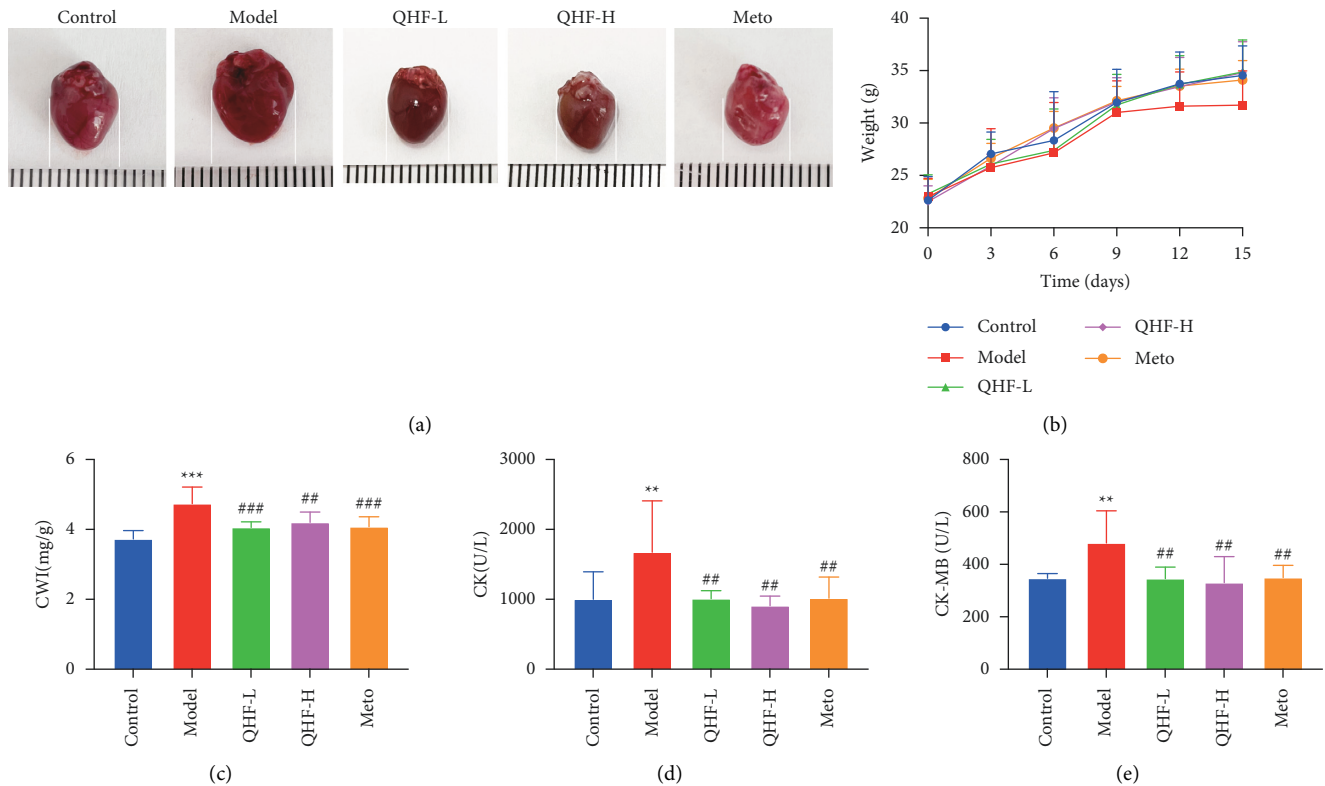 Control Model QHF-L QHF-H Meto
(a)
40
35
30
25
20
Weight (g)
0 3 6 9 12 15
Time (days)
Control QHF-H
Model Meto
QHF-L
(b)
6
4
2
0
CWI(mg/g)
*** ### ## ###
Control Model QHF-L QHF-H Meto
(c)
3000
2000
1000
0
CK(U/L)
** ## ## ##
Control Model QHF-L QHF-H Meto
(d)
800
600
400
200
0
CK-MB (U/L)
** ## ## ##
Control Model QHF-L QHF-H Meto
(e)